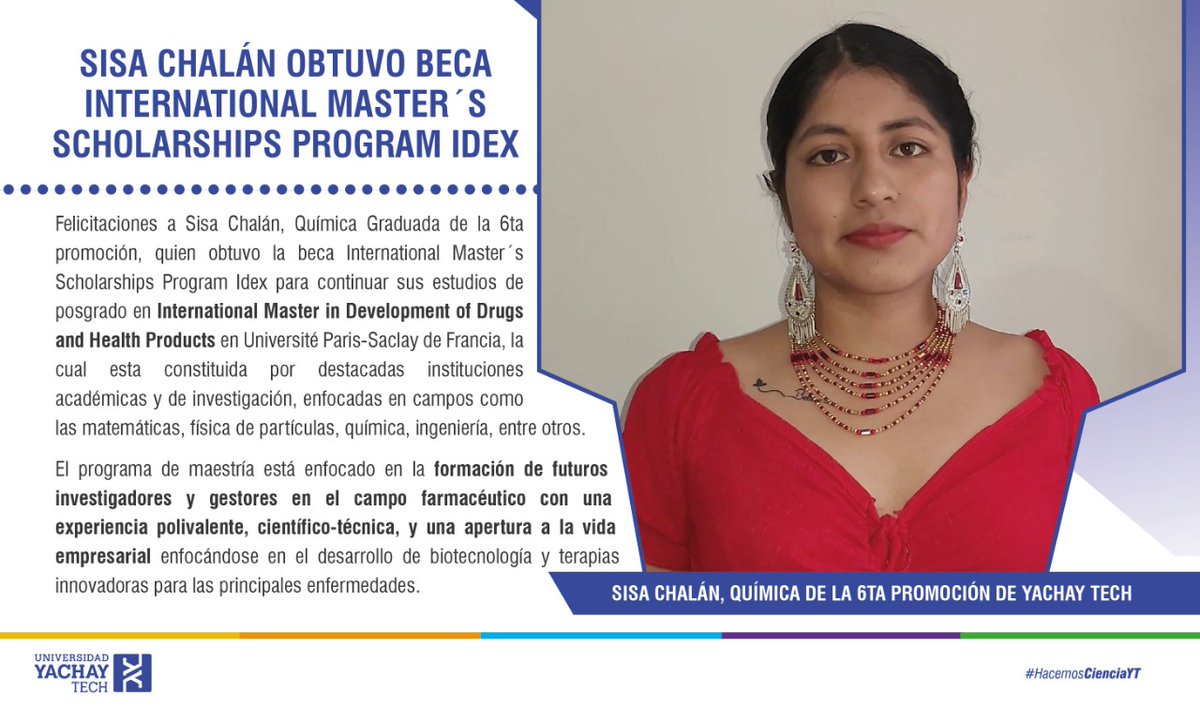 SISA CHALÁN OBTUVO BECA
INTERNATIONAL MASTER´S
SCHOLARSHIPS PROGRAM IDEX
Felicitaciones a Sisa Chalán, Química Graduada de la 6ta
promoción, quien obtuvo la beca International Master´s
Scholarships Program Idex para continuar sus estudios de
posgrado en International Master in Development of Drugs
and Health Products en Université Paris-Saclay de Francia, la
cual esta constituida por destacadas instituciones
académicas y de investigación, enfocadas en campos como
las matemáticas, física de partículas, química, ingeniería, entre otros.
El programa de maestría está enfocado en la formación de futuros
investigadores y gestores en el campo farmacéutico con una
experiencia polivalente, científico-técnica, y una apertura a la vida
empresarial enfocándose en el desarrollo de biotecnología y terapias
innovadoras para las principales enfermedades.
SISA CHALÁN, QUÍMICA DE LA 6TA PROMOCIÓN DE YACHAY TECH
UNIVERSIDAD
YACHAY
TECH
#HacemosCienciaYT